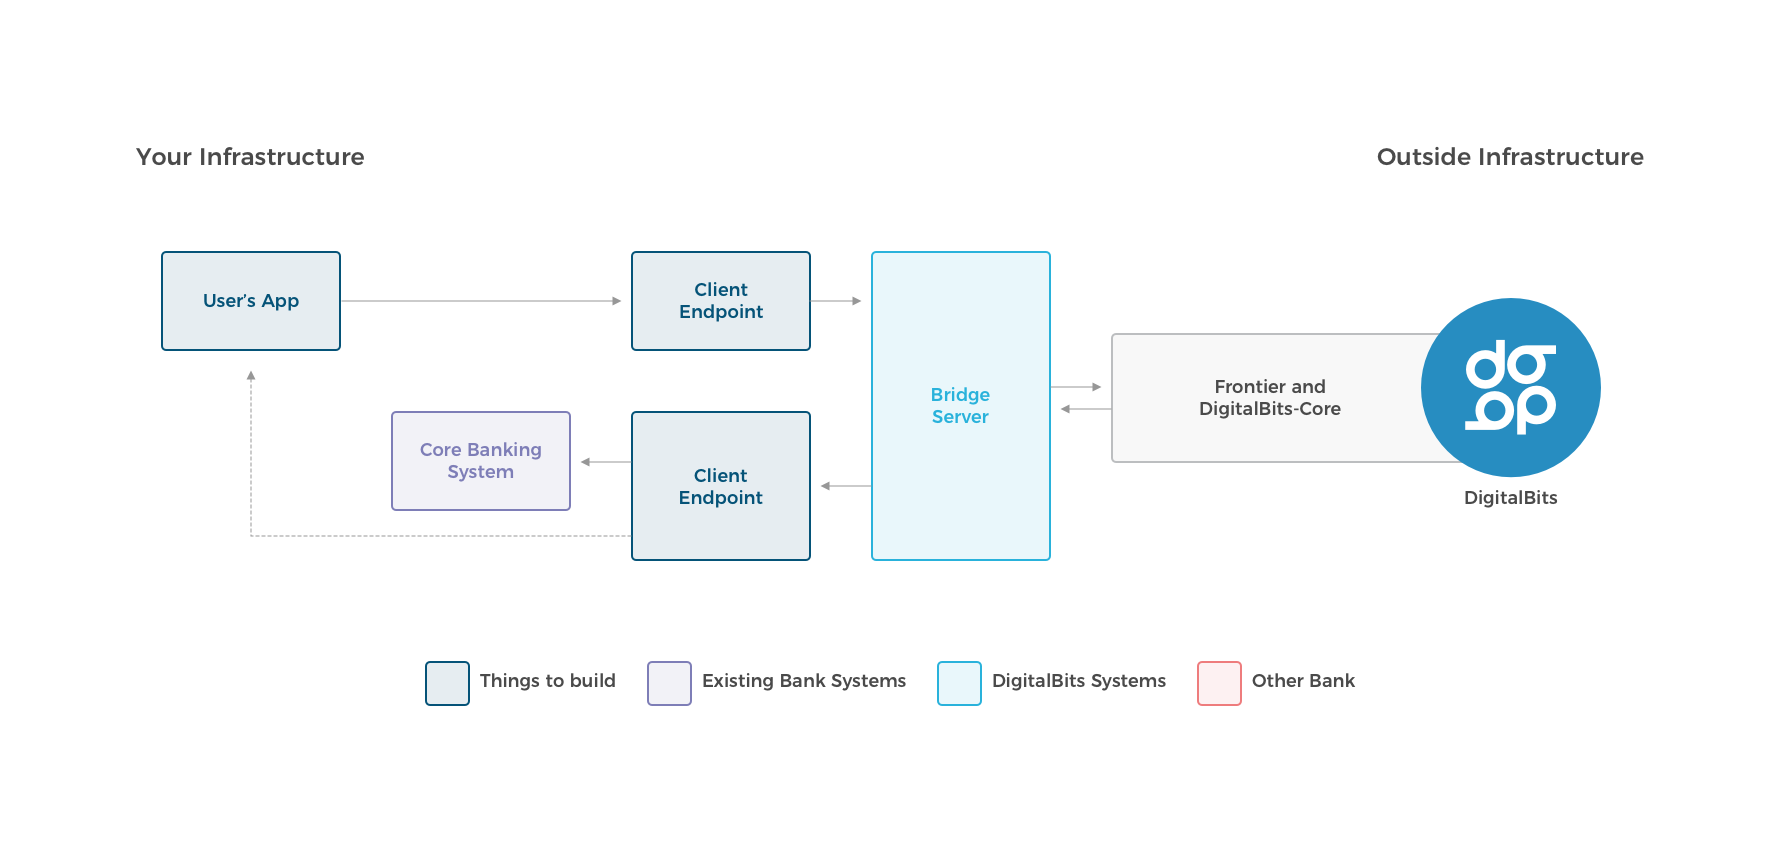 Your Infrastructure
Outside Infrastructure
User's App
Client
Endpoint
Bridge
Server
Frontier and
DigitalBits-Core
Core Banking
System
Client
Endpoint
DigitalBits
Things to build
Existing Bank Systems
DigitalBits Systems
Other Bank